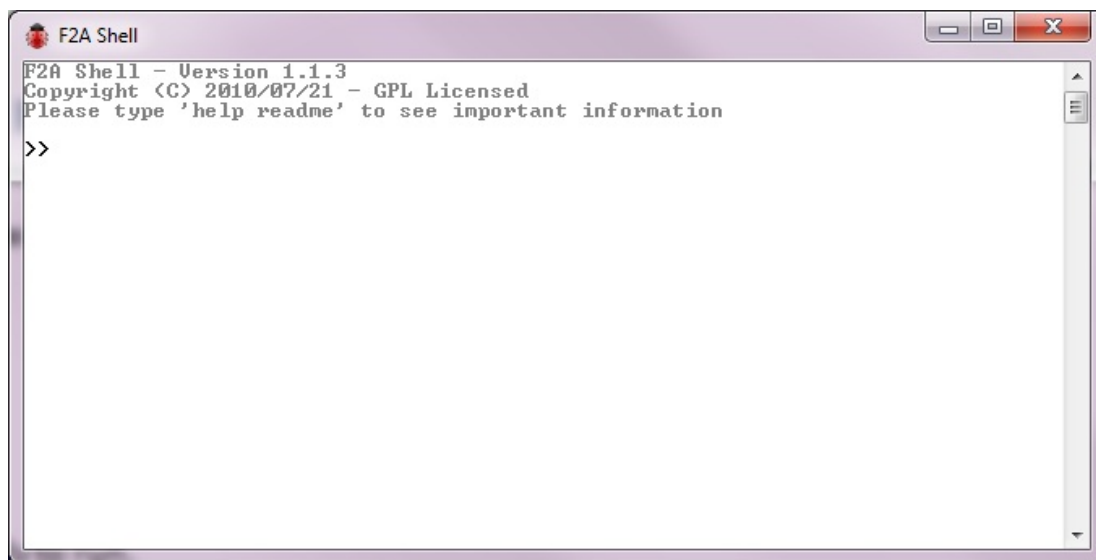 F2A Shell
F2A Shell - Version 1.1.3
Copyright (C) 2010/07/21 - GPL Licensed
Please type 'help readme' to see important information
>>